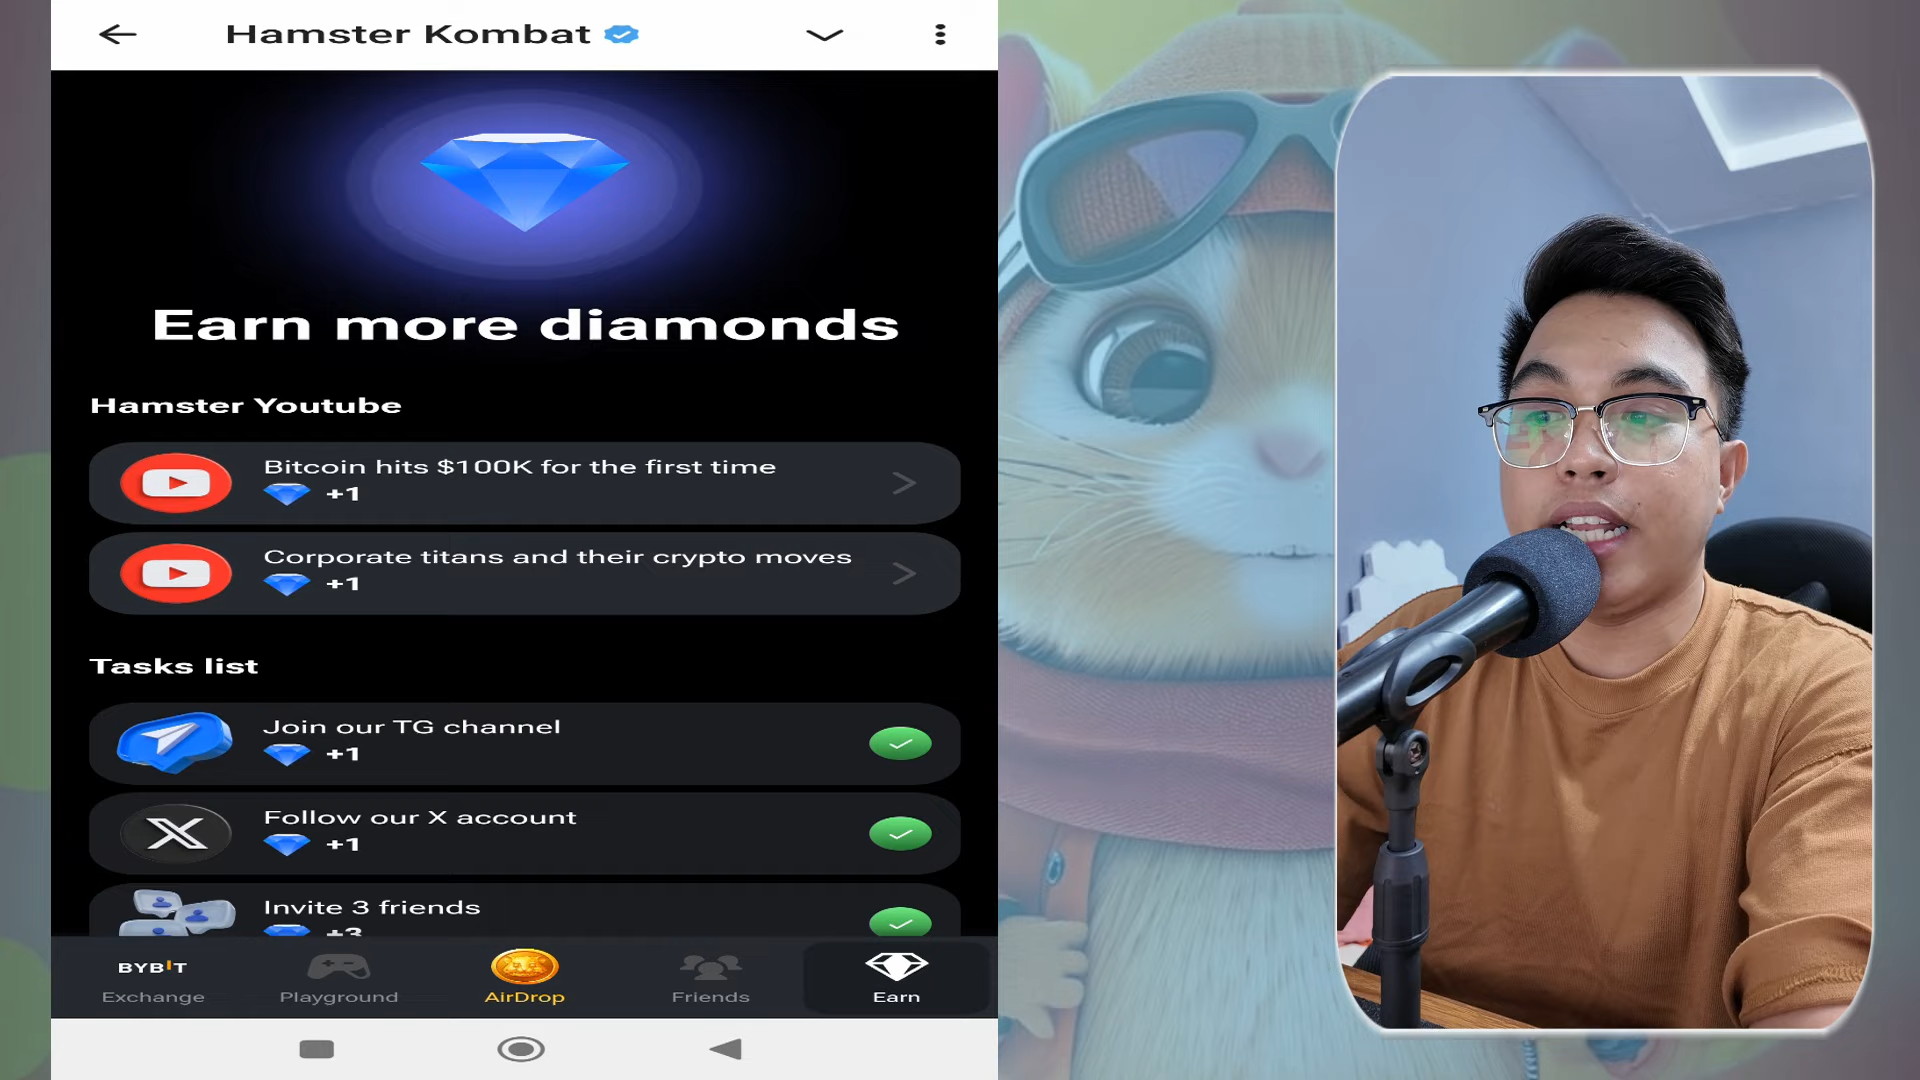 Hamster Kombat
Earn more diamonds
Hamster Youtube
Bitcoin hits $100K for the first time
+1
Corporate titans and their crypto moves
+1
Tasks list
Join our TG channel
+1
Follow our X account
+1
Invite 3 friends
+3
BYBIT
Exchange
Playground
AirDrop
Friends
Earn